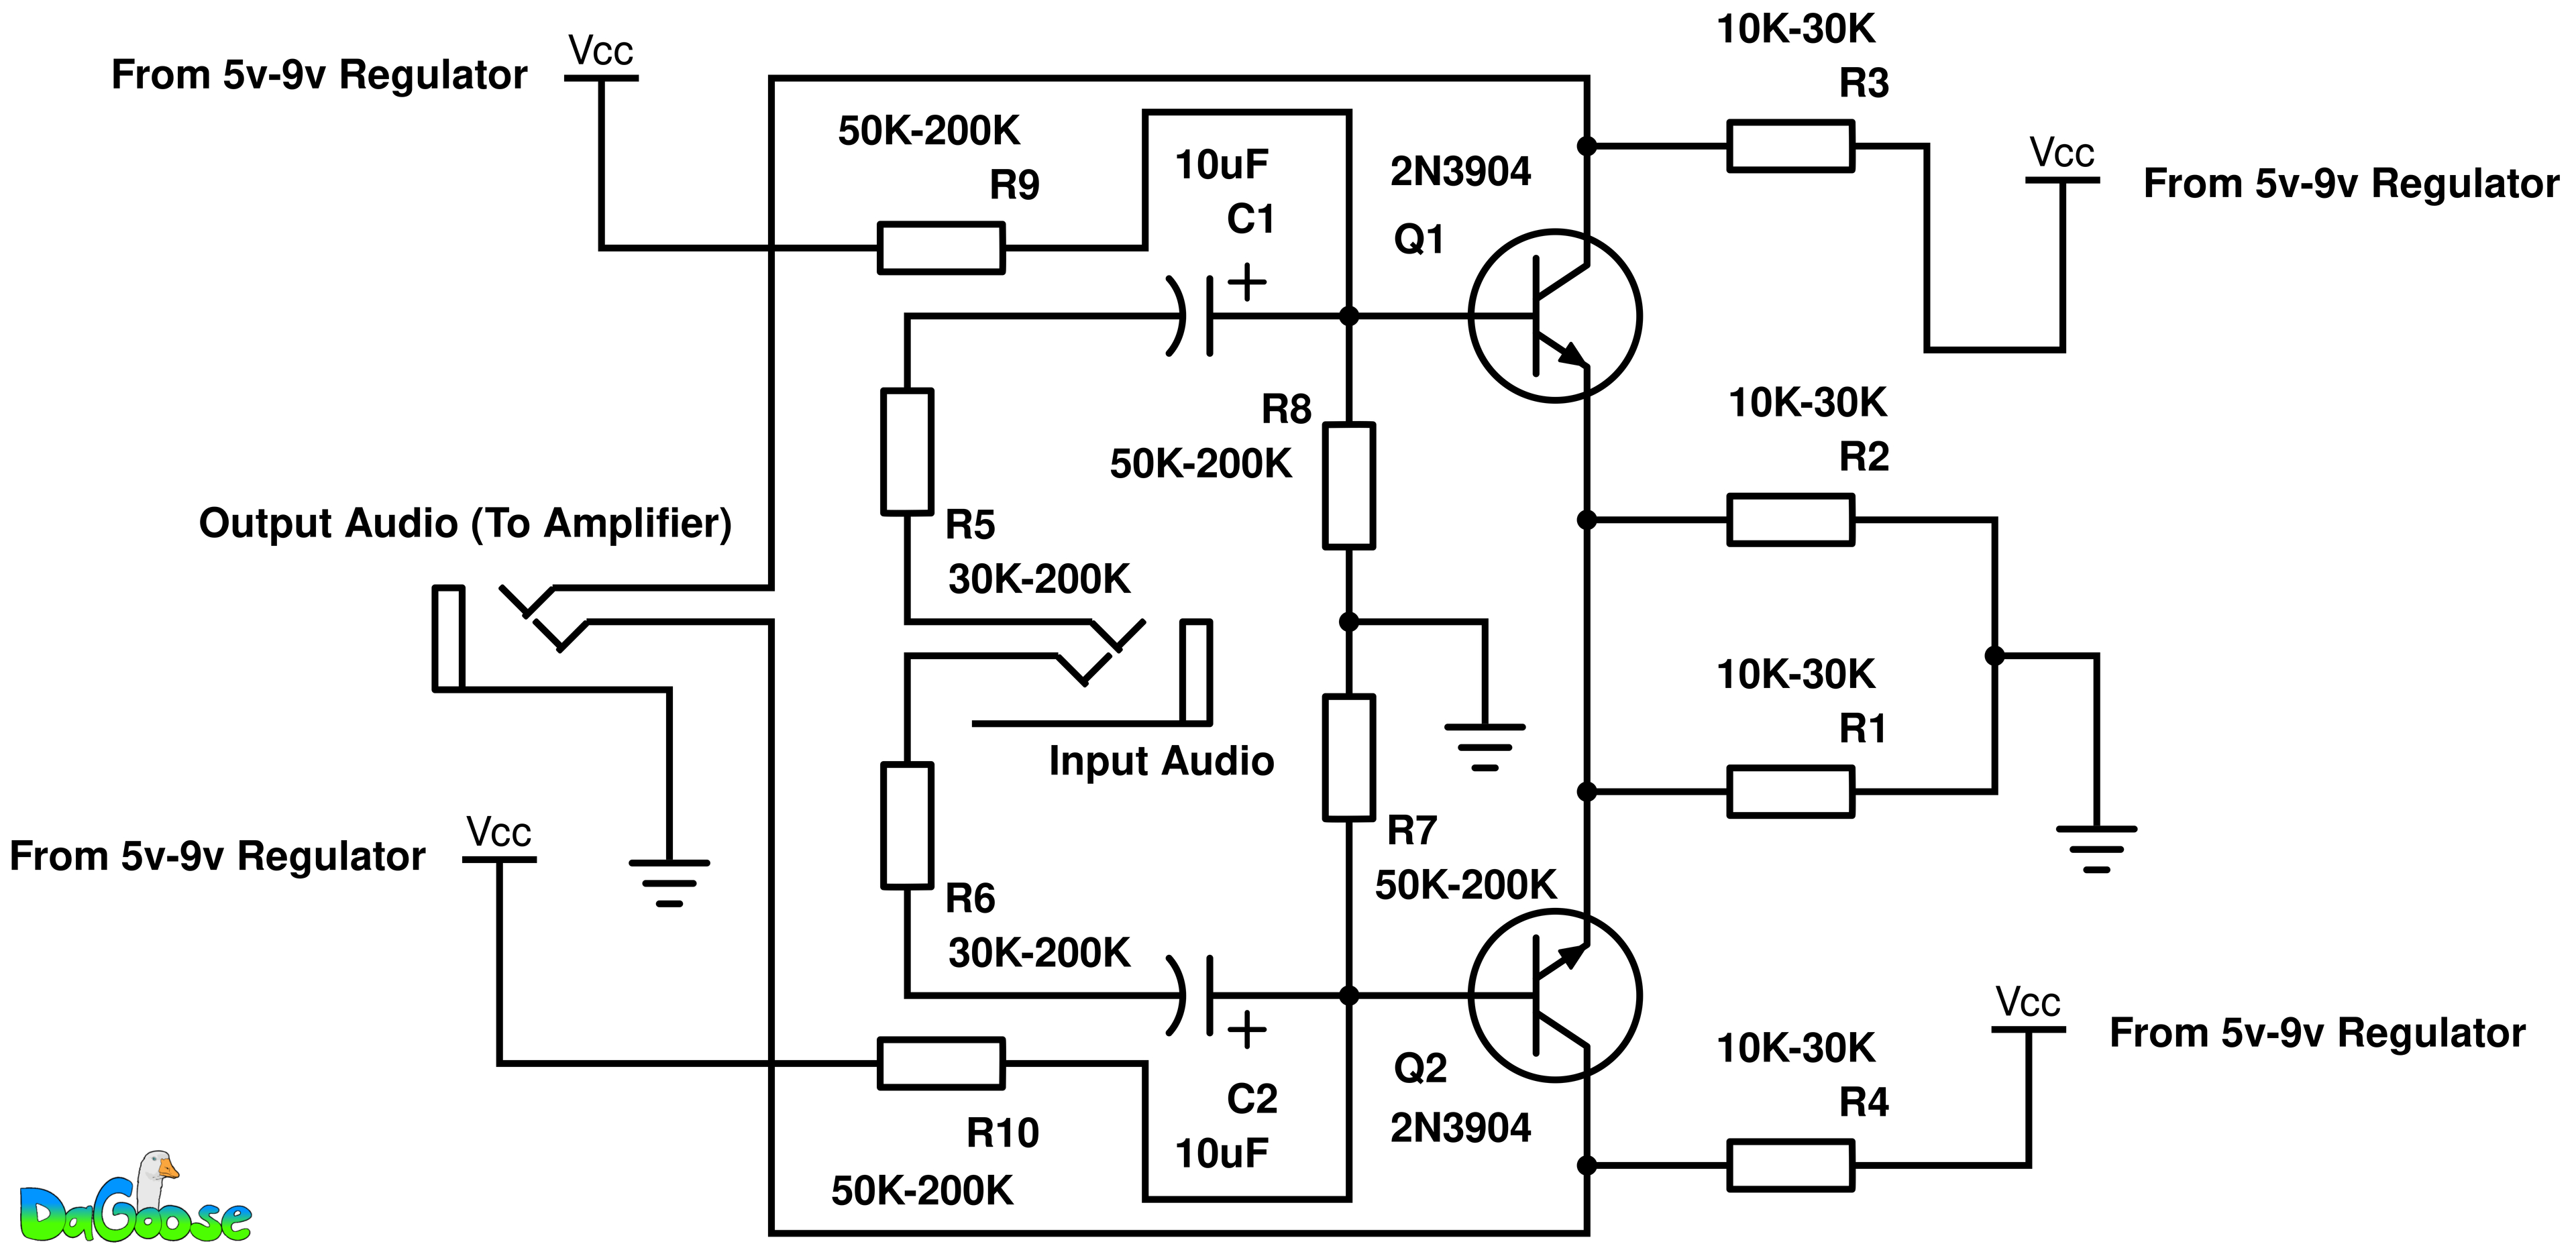 10K-30K
R3
Vcc
From 5v-9v Regulator
50K-200K
R9
10uF
C1
+
2N3904
Q1
Vcc
From 5v-9v Regulator
10K-30K
R2
R8
50K-200K
Output Audio (To Amplifier)
R5
30K-200K
10K-30K
R1
Input Audio
Vcc
From 5v-9v Regulator
R7
50K-200K
R6
30K-200K
Vcc
From 5v-9v Regulator
+
10K-30K
R4
Q2
2N3904
C2
10uF
R10
50K-200K
DaGoose